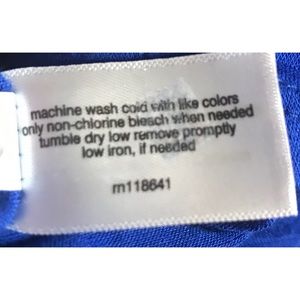 machine wash cold with like colors
only non-chlorine bleach when needed
tumble dry low remove promptly
low iron, if needed
rn118641